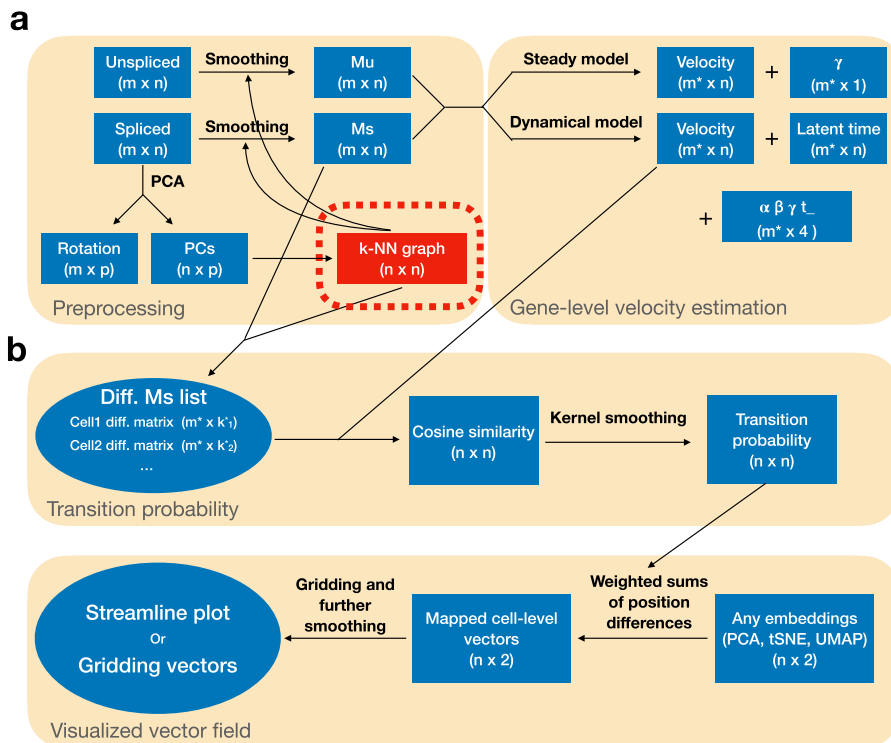 a
Unspliced
(m x n)
Smoothing
Mu
(m x n)
Steady model
Velocity
(m* x n)
+
γ
(m* x 1)
Spliced
(m x n)
Smoothing
Ms
(m x n)
Dynamical model
Velocity
(m* x n)
+
Latent time
(m* x n)
PCA
+
α β γ t_
(m* x 4 )
Rotation
(m x p)
PCs
(n x p)
k-NN graph
(n x n)
Preprocessing
Gene-level velocity estimation
b
Diff. Ms list
Cell1 diff. matrix (m* x k*1)
Cell2 diff. matrix (m* x k*2)
...
Cosine similarity
(n x n)
Kernel smoothing
Transition
probability
(n x n)
Transition probability
Streamline plot
Or
Gridding vectors
Gridding and
further
smoothing
Mapped cell-level
vectors
(n x 2)
Weighted sums
of position
differences
Any embeddings
(PCA, tSNE, UMAP)
(n x 2)
Visualized vector field